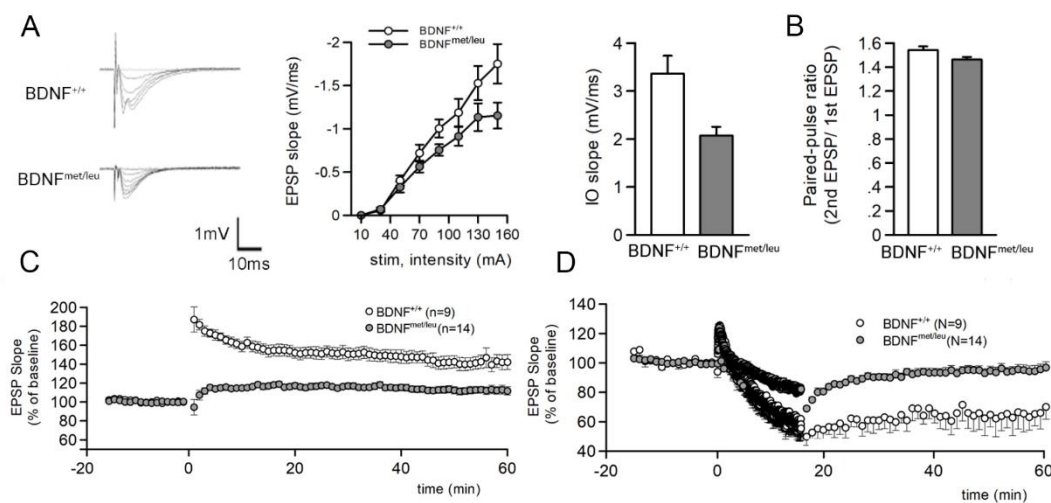 A
BDNF+/+
BDNFmet/leu
1mV
10ms
EPSP slope (mV/ms)
-2
-1.5
-1
-0.5
0
10 40 70 100 130 160
stim, intensity (mA)
BDNF+/+
BDNFmet/leu
IO slope (mV/ms)
4
3
2
1
0
BDNF+/+ BDNFmet/leu
B
Paired-pulse ratio
(2nd EPSP/ 1st EPSP)
1.6
1.4
1.2
1
.8
.6
.4
.2
0
BDNF+/+ BDNFmet/leu
C
EPSP Slope
(% of baseline)
200
180
160
140
120
100
80
60
-20 0 20 40 60
time (min)
BDNF+/+ (n=9)
BDNFmet/leu(n=14)
D
EPSP Slope
(% of baseline)
140
120
100
80
60
40
-20 0 20 40 60
time (min)
BDNF+/+ (N=9)
BDNFmet/leu (N=14)